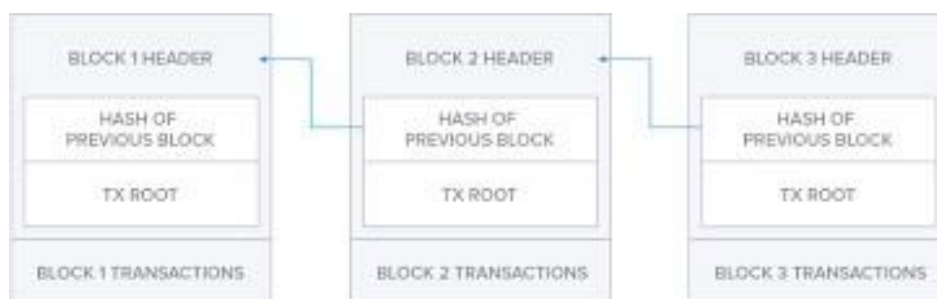 BLOCK 1 HEADER
HASH OF
PREVIOUS BLOCK
TX ROOT
BLOCK 1 TRANSACTIONS
BLOCK 2 HEADER
HASH OF
PREVIOUS BLOCK
TX ROOT
BLOCK 2 TRANSACTIONS
BLOCK 3 HEADER
HASH OF
PREVIOUS BLOCK
TX ROOT
BLOCK 3 TRANSACTIONS